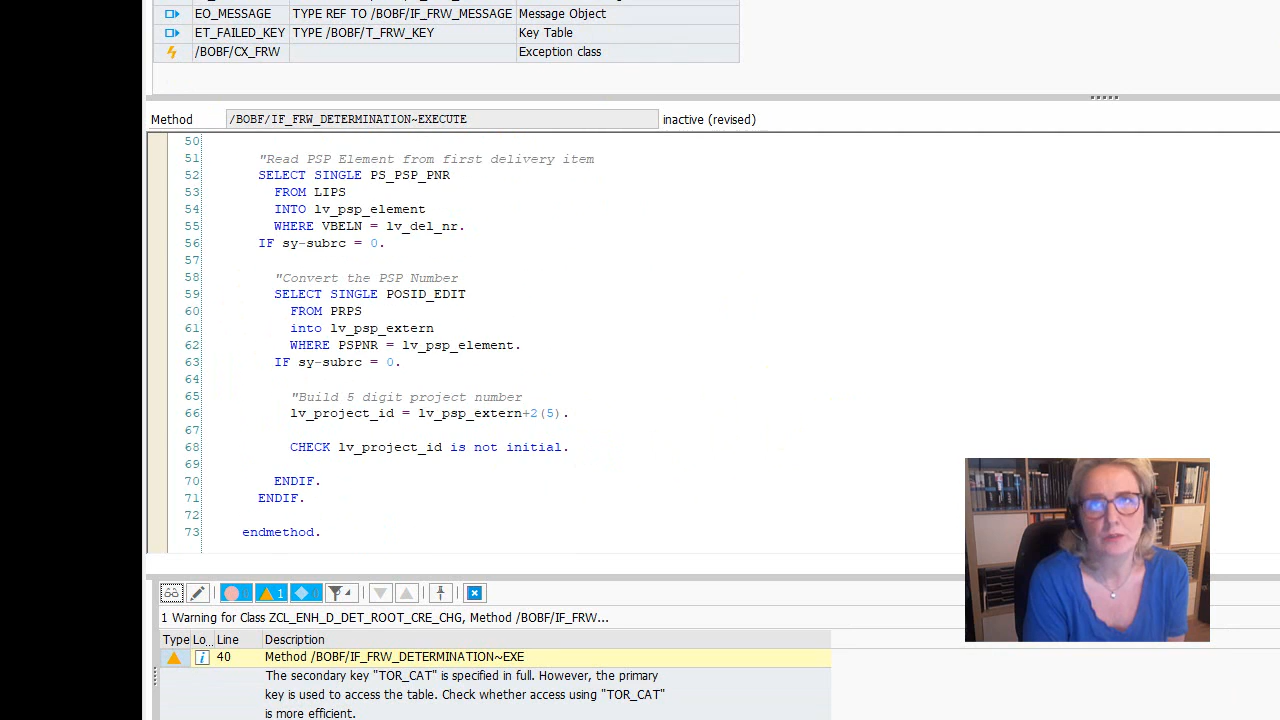 EO_MESSAGE TYPE REF TO /BOBF/IF_FRW_MESSAGE Message Object
ET_FAILED_KEY TYPE /BOBF/T_FRW_KEY Key Table
/BOBF/CX_FRW Exception class
Method /BOBF/IF_FRW_DETERMINATION~EXECUTE inactive (revised)
50
51 "Read PSP Element from first delivery item
52 SELECT SINGLE PS_PSP_PNR
53 FROM LIPS
54 INTO lv_psp_element
55 WHERE VBELN = lv_del_nr.
56 IF sy-subrc = 0.
57
58 "Convert the PSP Number
59 SELECT SINGLE POSID_EDIT
60 FROM PRPS
61 into lv_psp_extern
62 WHERE PSPNR = lv_psp_element.
63 IF sy-subrc = 0.
64
65 "Build 5 digit project number
66 lv_project_id = lv_psp_extern+2(5).
67
68 CHECK lv_project_id is not initial.
69
70 ENDIF.
71 ENDIF.
72
73 endmethod.
1
1 Warning for Class ZCL_ENH_D_DET_ROOT_CRE_CHG, Method /BOBF/IF_FRW...
Type Lo.. Line Description
40 Method /BOBF/IF_FRW_DETERMINATION~EXE
The secondary key "TOR_CAT" is specified in full. However, the primary
key is used to access the table. Check whether access using "TOR_CAT"
is more efficient.